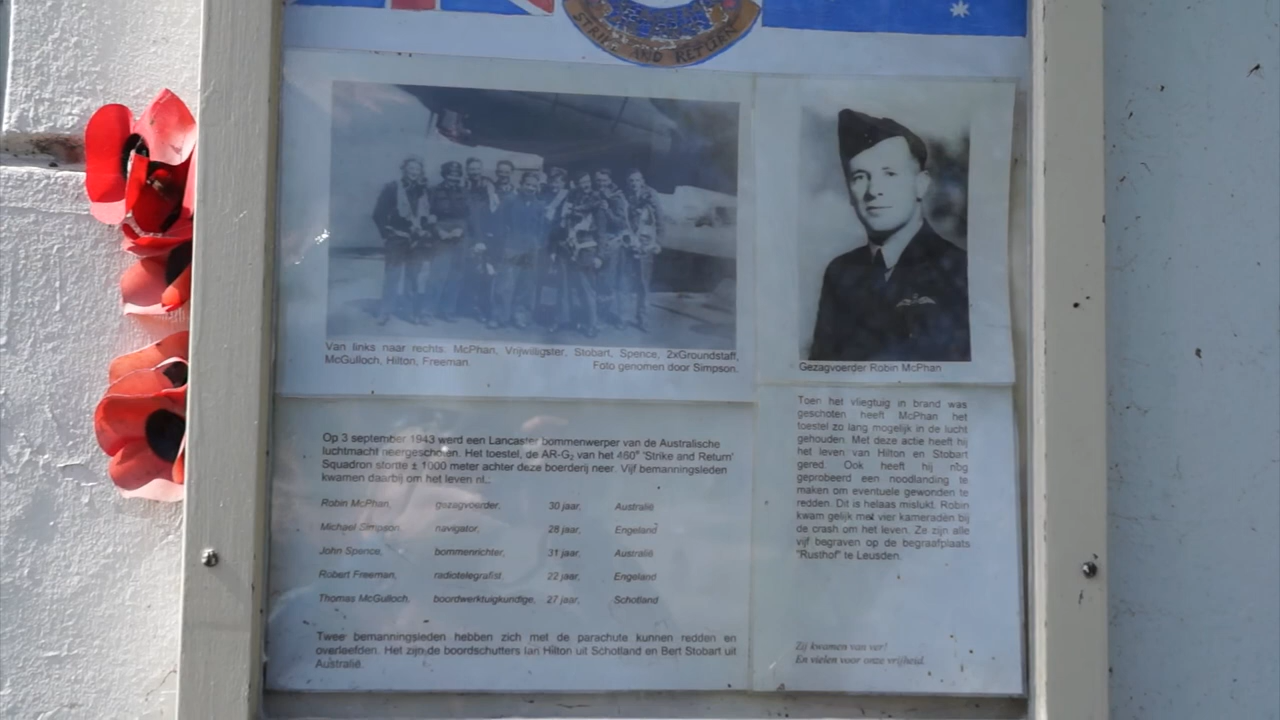 STRIKE AND RETURN
Van links naar rechts. McPhan, Vrijwilligster, Stobart, Spence, 2xGroundstaff,
McGulloch, Hilton, Freeman Foto genomen door Simpson.
Gezagvoerder Robin McPhan
Op 3 september 1943 werd een Lancaster bommenwerper van de Australische
luchtmacht neergeschoten. Het toestel, de AR-G₂ van het 460ᵉ 'Strike and Return'
Squadron stortte ± 1000 meter achter deze boerderij neer. Vijf bemanningsleden
kwamen daarbij om het leven nl.:
Robin McPhan, gezagvoerder, 30 jaar, Australië
Michael Simpson, navigator, 28 jaar, Engeland
John Spence, bommenrichter, 31 jaar, Australië
Robert Freeman, radiotelegrafist, 22 jaar, Engeland
Thomas McGulloch, boordwerktuigkundige, 27 jaar, Schotland
Twee bemanningsleden hebben zich met de parachute kunnen redden en
overleefden. Het zijn de boordschutters Ian Hilton uit Schotland en Bert Stobart uit
Australië.
Toen het vliegtuig in brand was
geschoten heeft McPhan het
toestel zo lang mogelijk in de lucht
gehouden. Met deze actie heeft hij
het leven van Hilton en Stobart
gered. Ook heeft hij nog
geprobeerd een noodlanding te
maken om eventuele gewonden te
redden. Dit is helaas mislukt. Robin
kwam gelijk met vier kameraden bij
de crash om het leven. Ze zijn alle
vijf begraven op de begraafplaats
"Rusthof" te Leusden.
Zij kwamen van ver!
En vielen voor onze vrijheid.